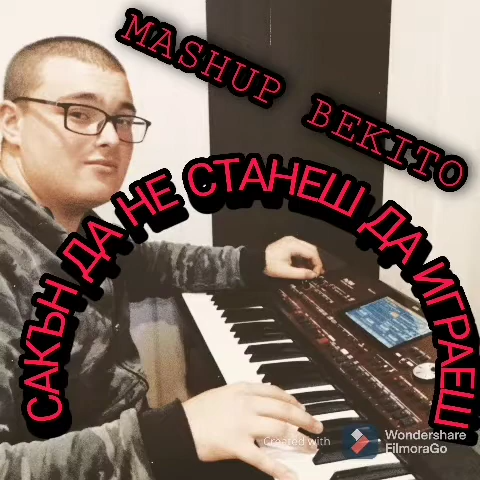 MASHUP BEKITO
САКЪН ДА НЕ СТАНЕШ ДА ИГРАЕШ
Created with
Wondershare
FilmoraGo